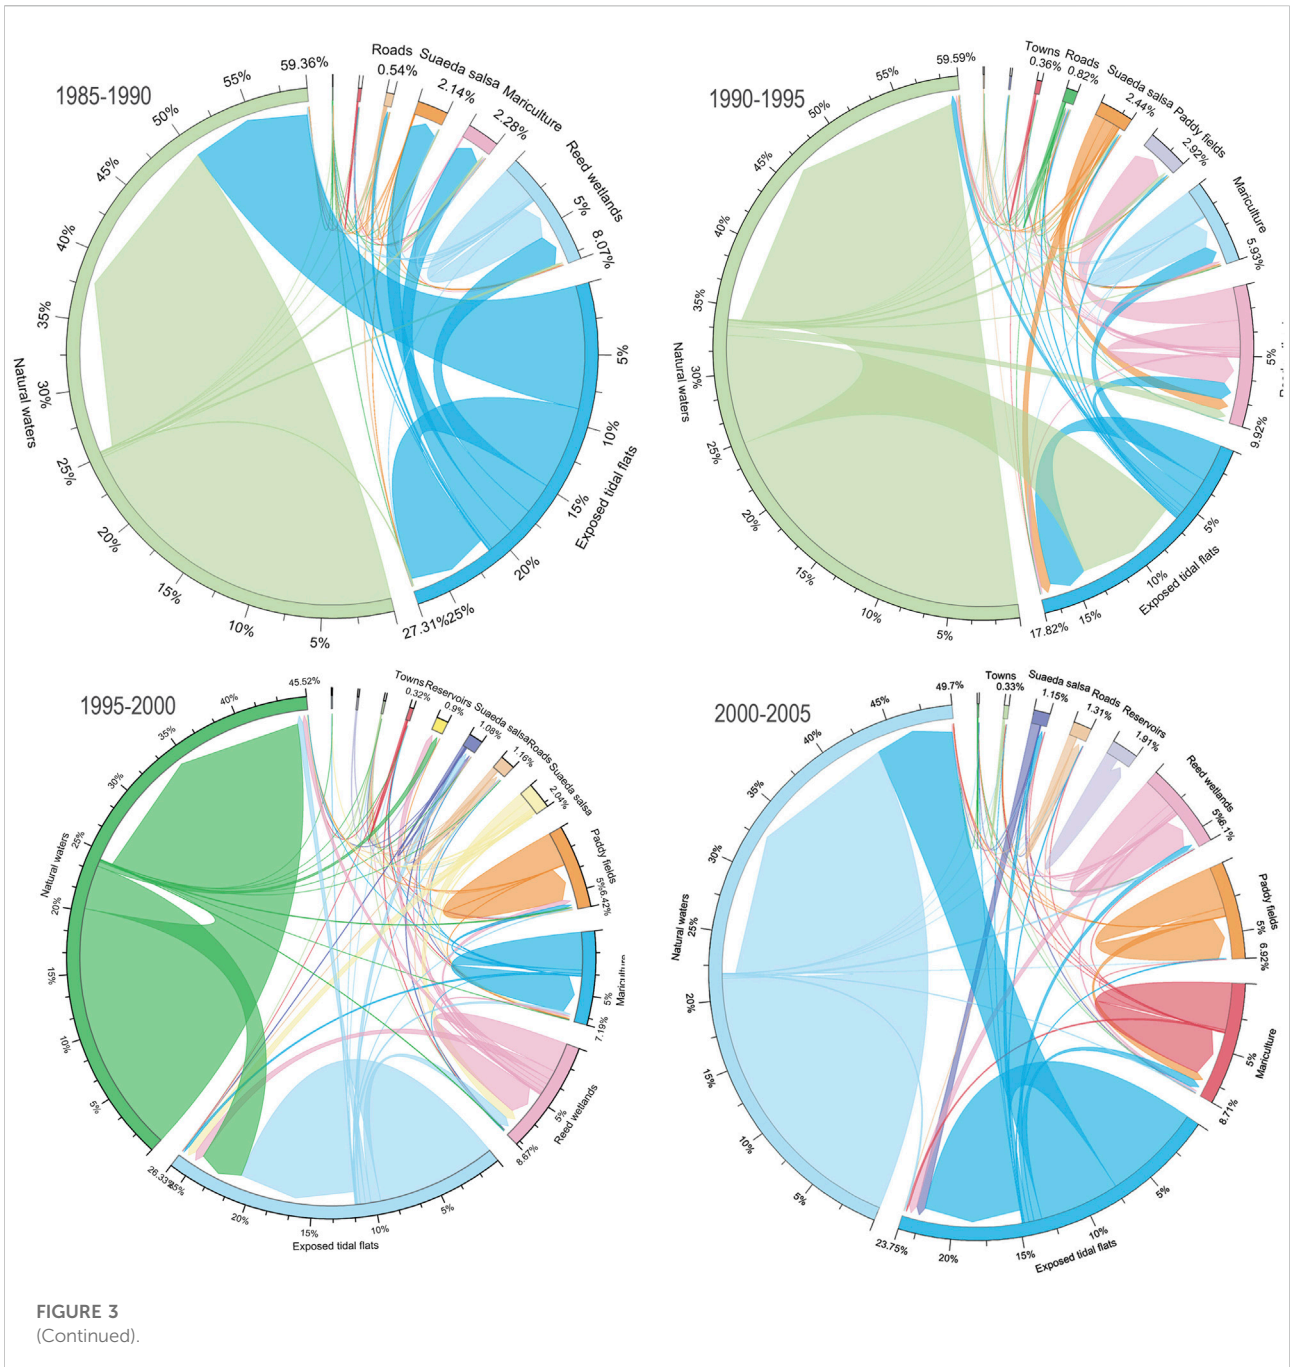 1985-1990
59.36%
Roads
0.54%
Suaeda salsa
2.14%
Mariculture
2.28%
Reed wetlands
5%
8.07%
5%
10%
15%
20%
25%
27.31%
Exposed tidal flats
5%
10%
15%
20%
25%
30%
35%
40%
45%
50%
55%
Natural waters
1990-1995
59.59%
Towns
0.36%
Roads
0.82%
Suaeda salsa
2.44%
Paddy fields
2.92%
Mariculture
5.93%
5%
9.92%
5%
10%
15%
17.82%
Exposed tidal flats
5%
10%
15%
20%
25%
30%
35%
40%
45%
50%
55%
Natural waters
1995-2000
45.52%
Towns
0.32%
Reservoirs
0.9%
Suaeda salsa
1.08%
Roads
1.16%
Suaeda salsa
2.04%
Paddy fields
5%
6.42%
Mariculture
5%
7.19%
Reed wetlands
5%
8.67%
5%
10%
15%
20%
25%
26.33%
Exposed tidal flats
5%
10%
15%
20%
25%
30%
35%
40%
Natural waters
2000-2005
49.7%
Towns
0.33%
Suaeda salsa
1.15%
Roads
1.31%
Reservoirs
1.91%
Reed wetlands
5%
6.1%
Paddy fields
5%
6.92%
Mariculture
5%
8.71%
5%
10%
15%
20%
23.75%
Exposed tidal flats
5%
10%
15%
20%
25%
30%
35%
40%
45%
Natural waters
FIGURE 3
(Continued).